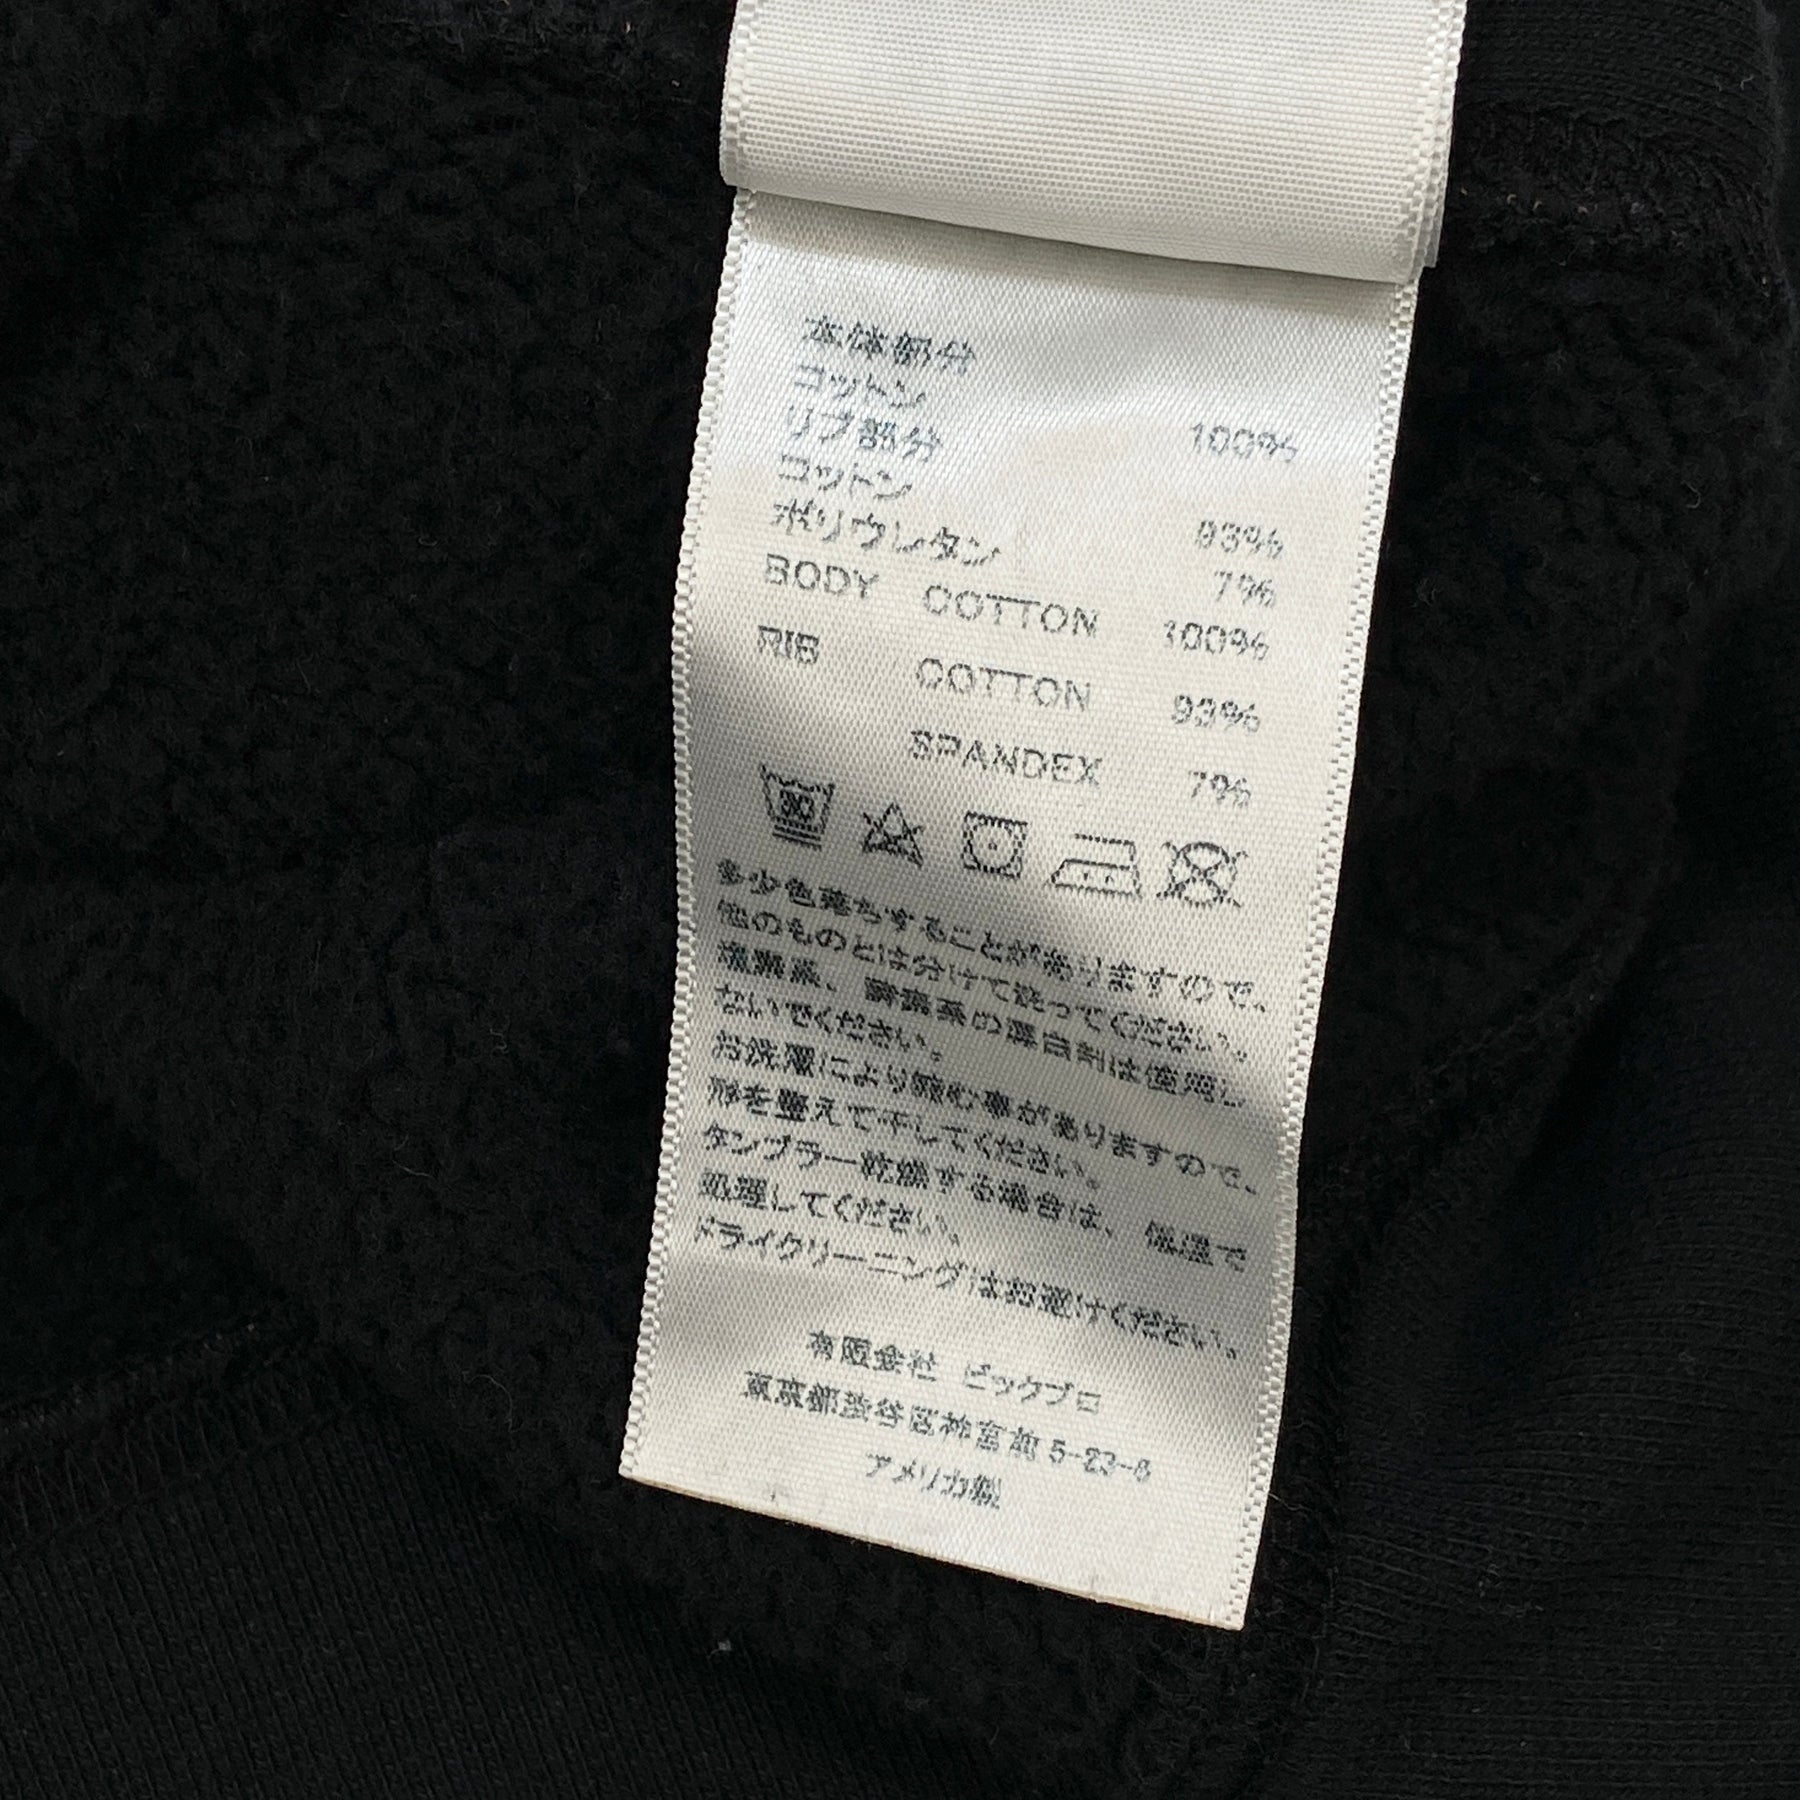 本体部分
コットン 100%
リブ部分
コットン 93%
ポリウレタン 7%
BODY COTTON 100%
RIB COTTON 93%
SPANDEX 7%
30
多少色落ちすることがありますので、
他のものとは分けて洗ってください。
塩素系、酵素系の漂白剤は使用し
ないでください。
お洗濯により縮む事がありますので、
形を整えて干してください。
タンブラー乾燥する場合は、低温で
処理してください。
ドライクリーニングはお避けください。
有限会社 ビックプロ
東京都渋谷区神宮前 5-23-6
アメリカ製